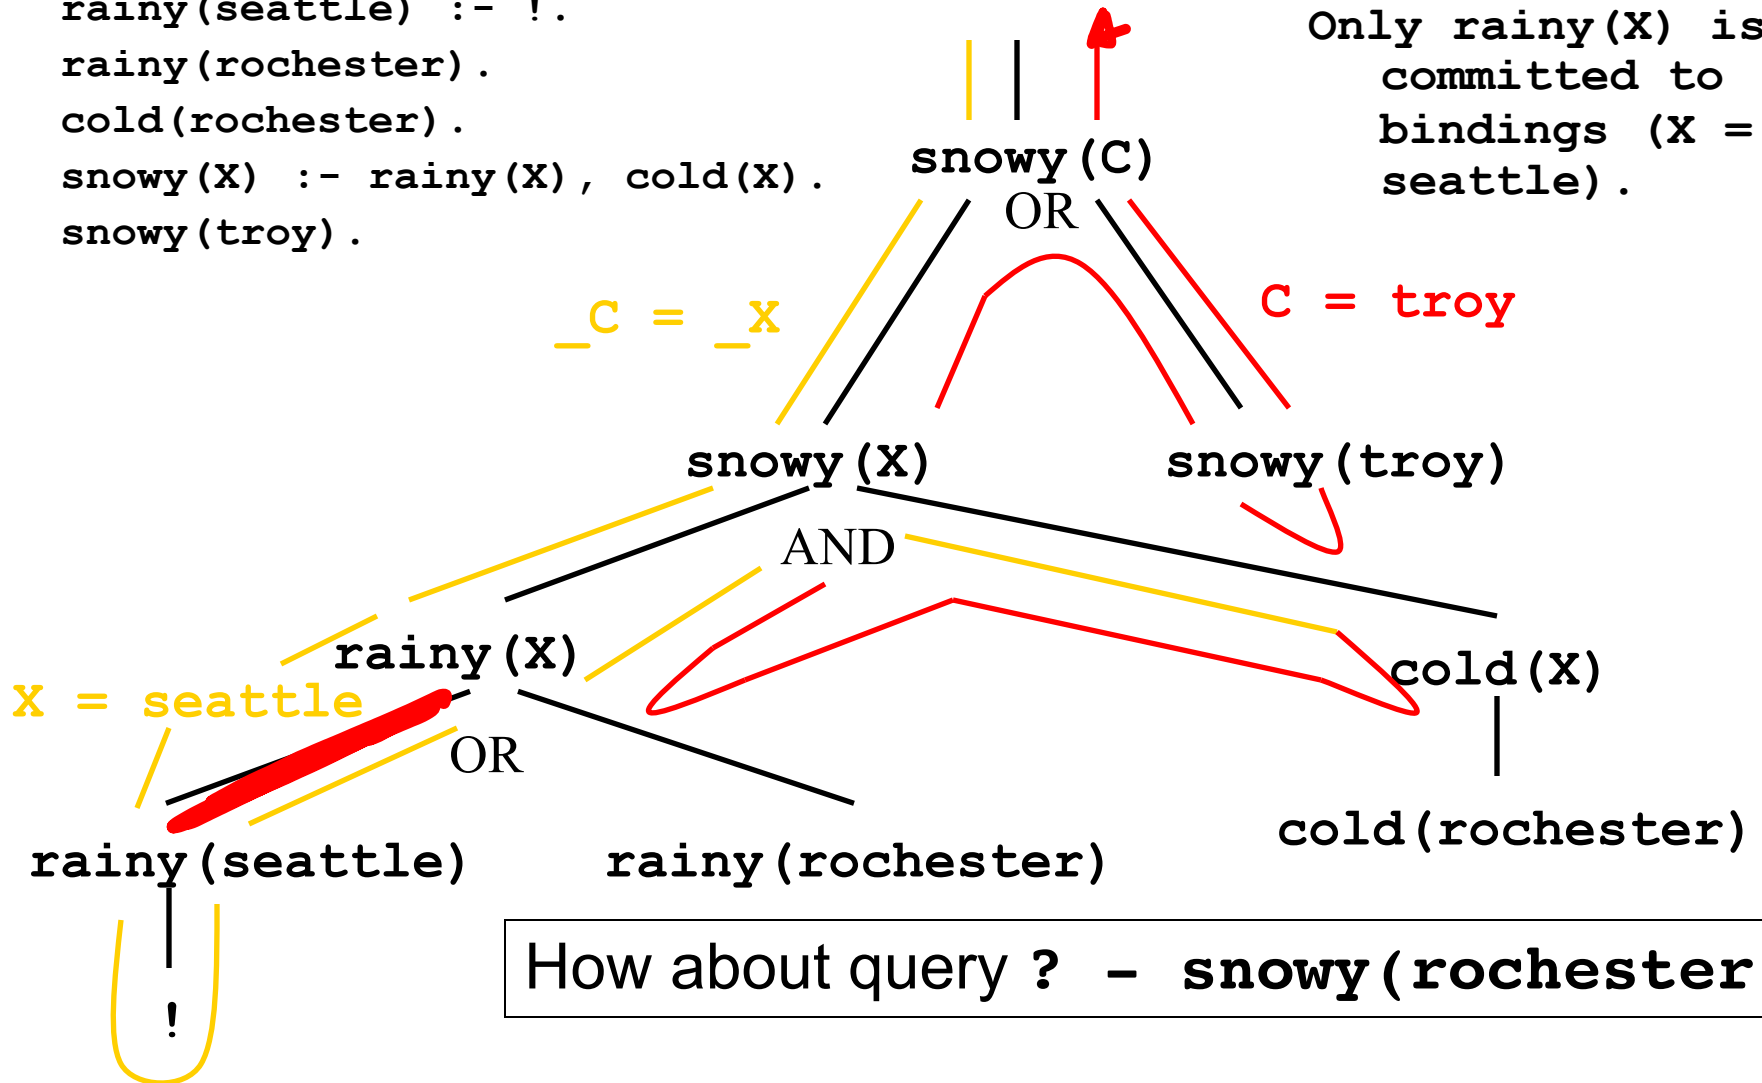 rainy(seattle) :- !.
rainy(rochester).
cold(rochester).
snowy(X) :- rainy(X), cold(X).
snowy(troy).
Only rainy(X) is
committed to
bindings (X =
seattle).
snowy(C)
OR
_C = _X
C = troy
snowy(X)
snowy(troy)
AND
rainy(X)
cold(X)
X = seattle
OR
rainy(seattle)
rainy(rochester)
cold(rochester)
!
How about query ? - snowy(rochester